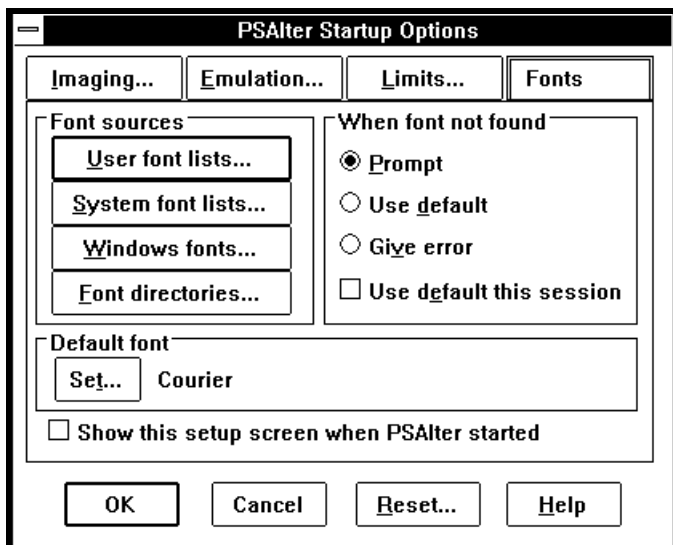 PSAlter Startup Options
Imaging... Emulation... Limits... Fonts
Font sources
User font lists...
System font lists...
Windows fonts...
Font directories...
When font not found
Prompt
Use default
Give error
Use default this session
Default font
Set... Courier
Show this setup screen when PSAlter started
OK Cancel Reset... Help